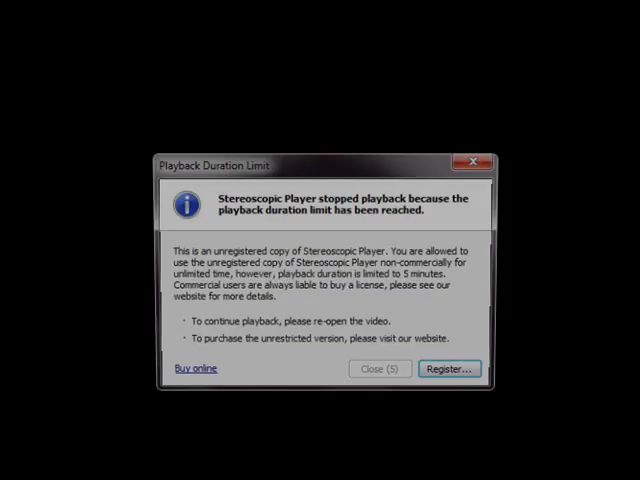 Playback Duration Limit
Stereoscopic Player stopped playback because the
playback duration limit has been reached.
This is an unregistered copy of Stereoscopic Player. You are allowed to
use the unregistered copy of Stereoscopic Player non-commercially for
unlimited time, however, playback duration is limited to 5 minutes.
Commercial users are always liable to buy a license, please see our
website for more details.
· To continue playback, please re-open the video.
· To purchase the unrestricted version, please visit our website.
Buy online
Close (5)
Register...